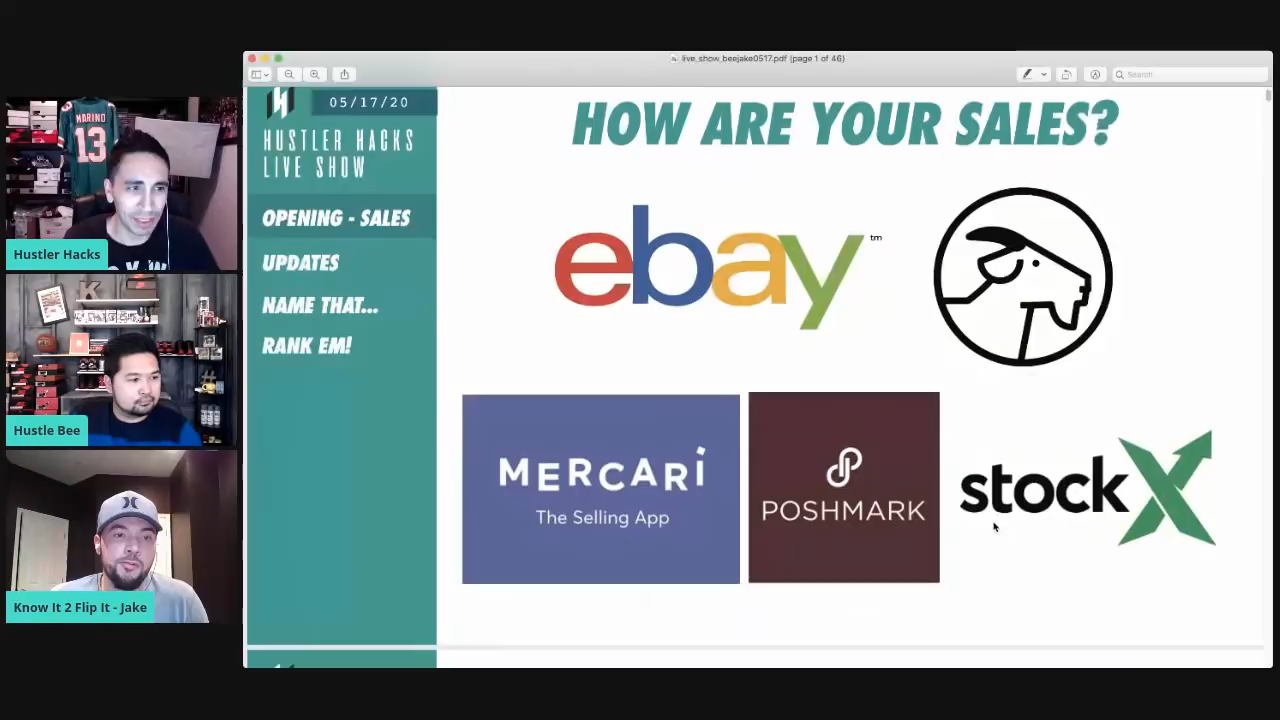 live_show_beejake0517.pdf (page 1 of 46)
Search
05/17/20
HUSTLER HACKS
LIVE SHOW
OPENING - SALES
UPDATES
NAME THAT...
RANK EM!
HOW ARE YOUR SALES?
ebay™
MERCARI
The Selling App
POSHMARK
stockX
MARINO
13
Hustler Hacks
K
Hustle Bee
Know It 2 Flip It - Jake